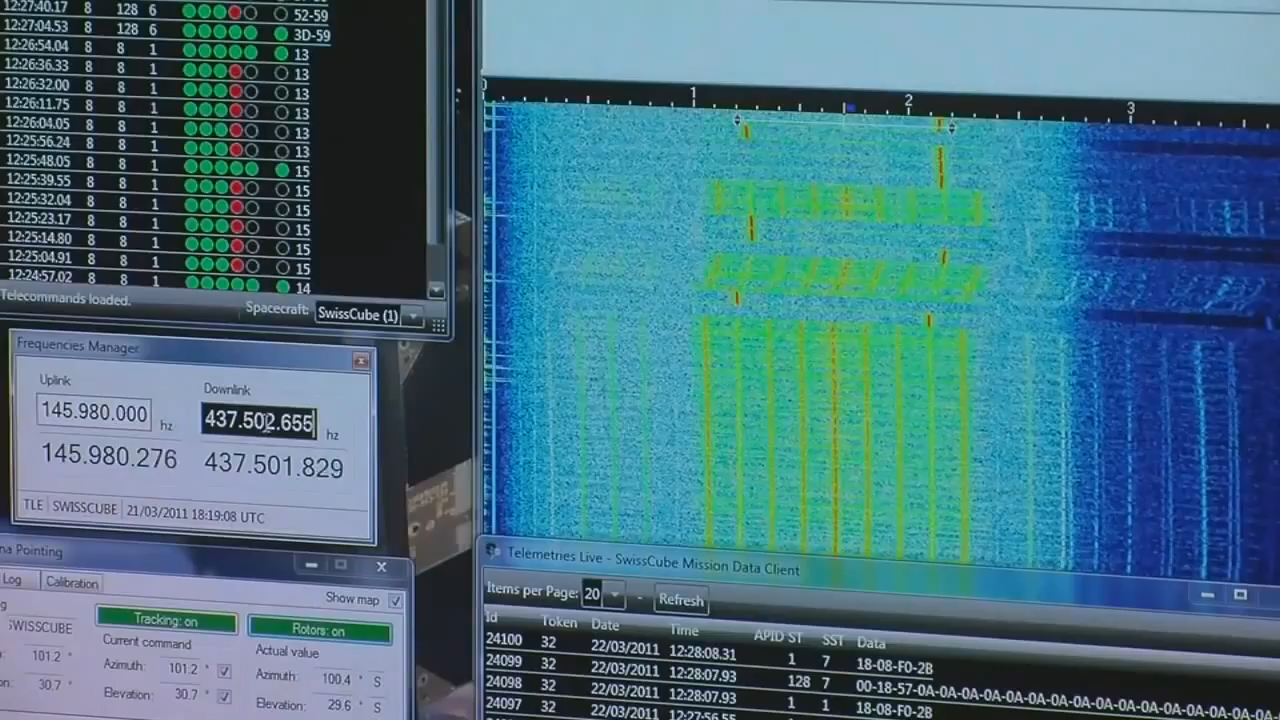 12:27:40.17 8 128 6 52-59
12:27:04.53 8 128 6 3D-59
12:26:54.04 8 8 1 13
12:26:36.33 8 8 1 13
12:26:32.00 8 8 1 13
12:26:11.75 8 8 1 13
12:26:04.05 8 8 1 13
12:25:56.24 8 8 1 13
12:25:48.05 8 8 1 15
12:25:39.55 8 8 1 15
12:25:32.04 8 8 1 15
12:25:23.17 8 8 1 15
12:25:14.80 8 8 1 15
12:25:04.91 8 8 1 15
12:24:57.02 8 8 1 14
Telecommands loaded.
Spacecraft: SwissCube (1)
1 2 3
Frequencies Manager
Uplink Downlink
145.980.000 hz 437.502.655 hz
145.980.276 437.501.829
TLE SWISSCUBE 21/03/2011 18:19:08 UTC
Pointing
Log Calibration
Show map
SWISSCUBE Tracking: on Rotors: on
Current command Actual value
101.2 ° Azimuth: 101.2 ° Azimuth: 100.4 ° S
30.7 ° Elevation: 30.7 ° Elevation: 29.6 ° S
Telemetries Live - SwissCube Mission Data Client
Items per Page: 20 - Refresh
Id Token Date Time APID ST SST Data
24100 32 22/03/2011 12:28:08.31 1 7 18-08-F0-2B
24099 32 22/03/2011 12:28:07.93 128 7 00-18-57-0A-0A-0A-0A-0A-0A-0A-0A-0A-0A-0A-0A
24098 32 22/03/2011 12:28:07.93 1 1 18-08-F0-2B
24097 32 22/03/2011 12:27:56.55